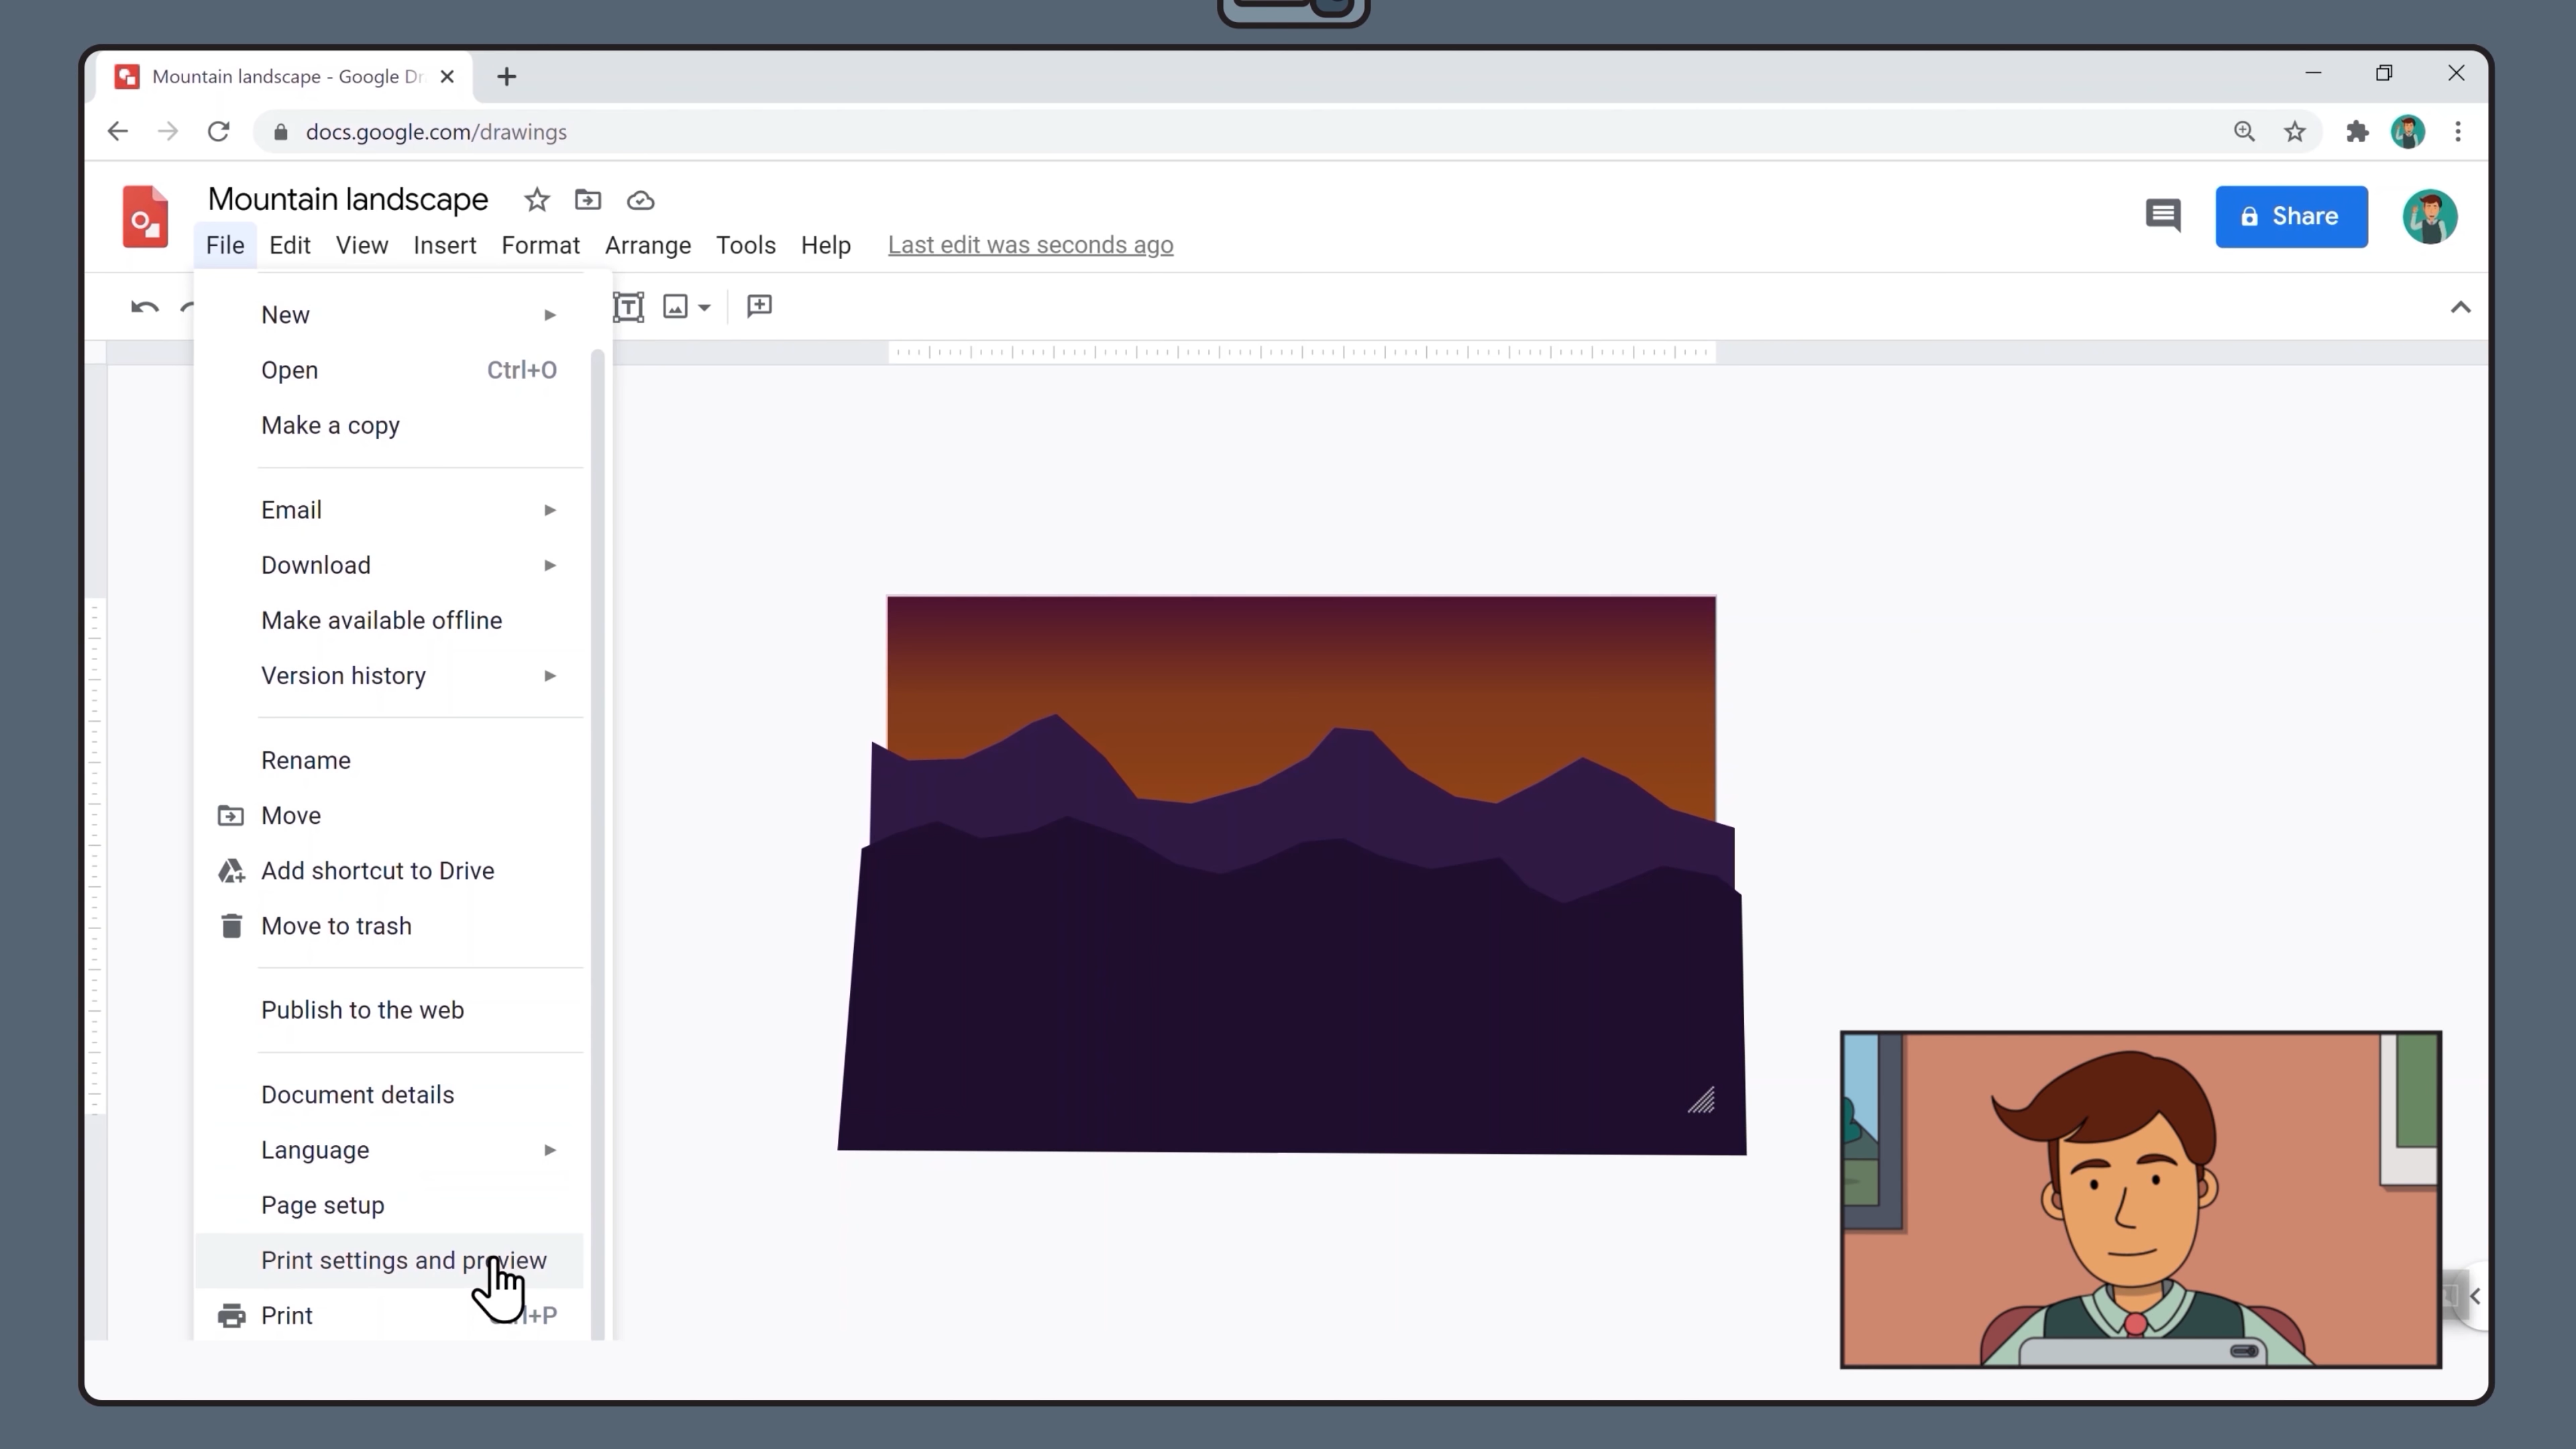 Mountain landscape - Google Dr
docs.google.com/drawings
Mountain landscape
Share
File Edit View Insert Format Arrange Tools Help Last edit was seconds ago
New
Open Ctrl+O
Make a copy
Email
Download
Make available offline
Version history
Rename
Move
Add shortcut to Drive
Move to trash
Publish to the web
Document details
Language
Page setup
Print settings and preview
Print +P